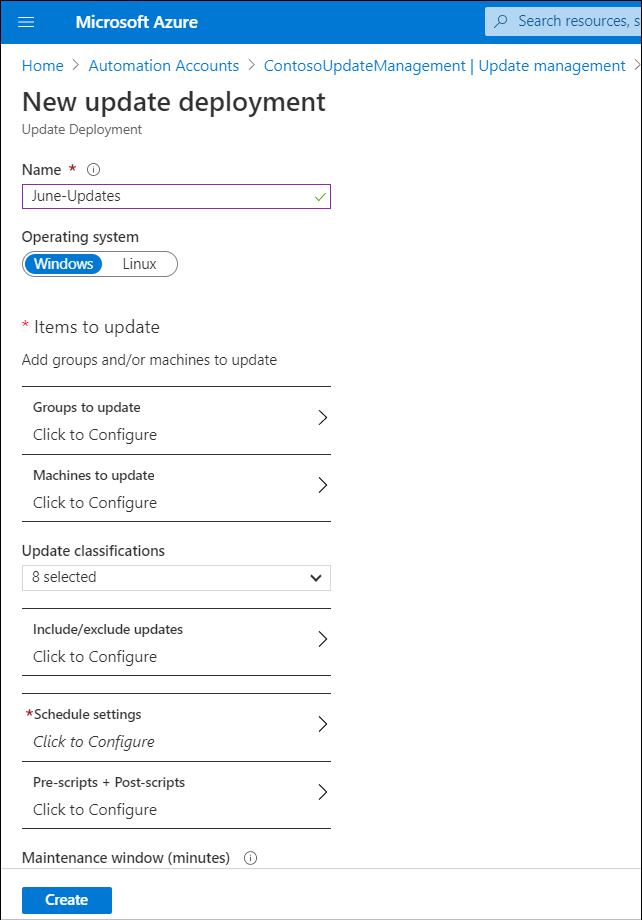 Microsoft Azure
Search resources, s
Home > Automation Accounts > ContosoUpdateManagement | Update management >
New update deployment
Update Deployment
Name *
June-Updates
Operating system
Windows Linux
* Items to update
Add groups and/or machines to update
Groups to update
Click to Configure
Machines to update
Click to Configure
Update classifications
8 selected
Include/exclude updates
Click to Configure
*Schedule settings
Click to Configure
Pre-scripts + Post-scripts
Click to Configure
Maintenance window (minutes)
Create